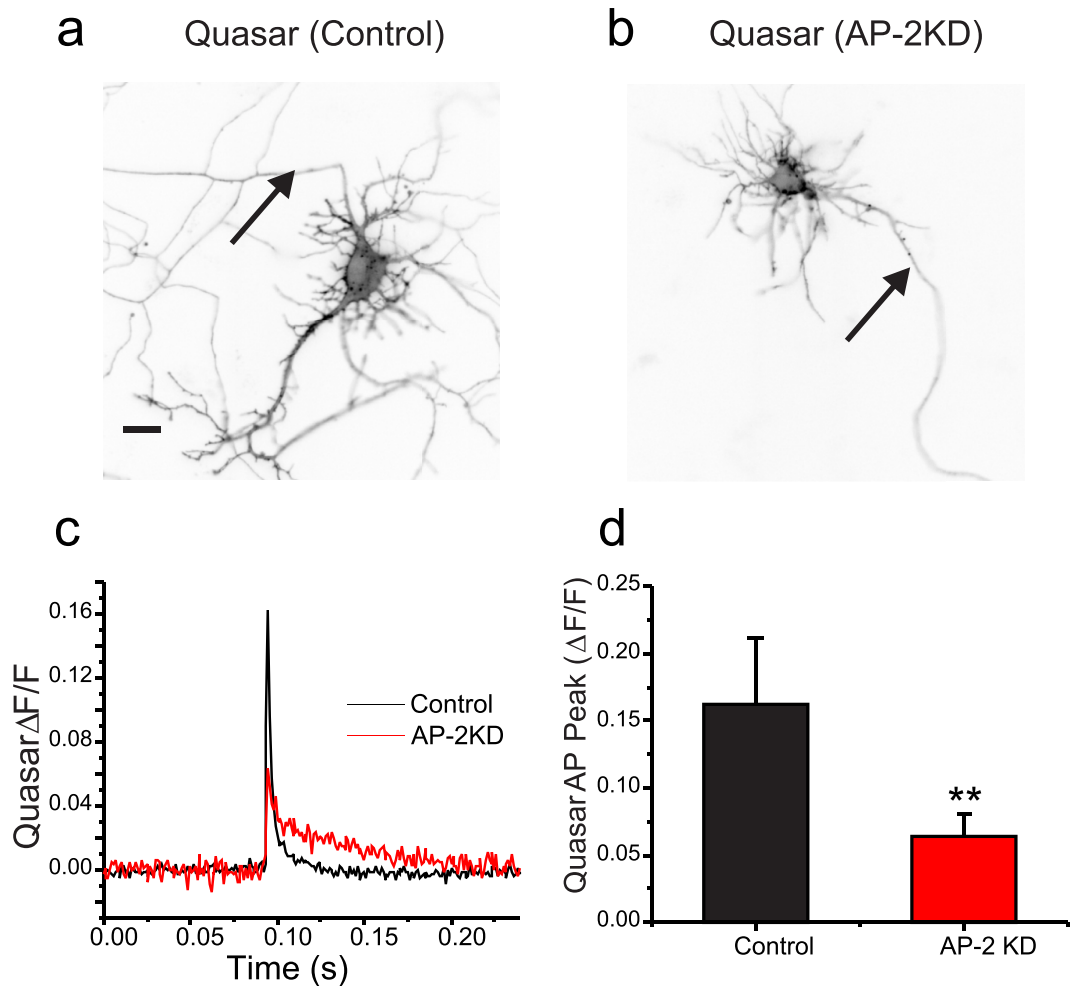 a
Quasar (Control)
b
Quasar (AP-2KD)
c
Quasar ΔF/F
0.16
0.12
0.08
0.04
0.00
0.00
0.05
0.10
0.15
0.20
Time (s)
Control
AP-2KD
d
Quasar AP Peak (ΔF/F)
0.25
0.20
0.15
0.10
0.05
0.00
**
Control
AP-2 KD